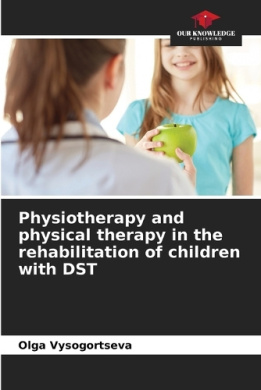 OUR KNOWLEDGE
PUBLISHING
Physiotherapy and
physical therapy in the
rehabilitation of children
with DST
Olga Vysogortseva